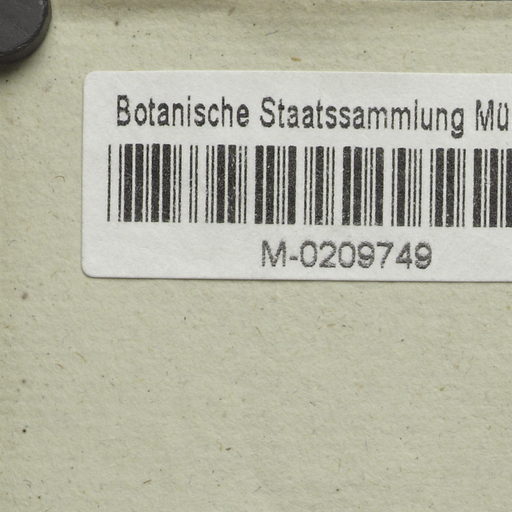 Botanische Staatssammlung Mü
M-0209749